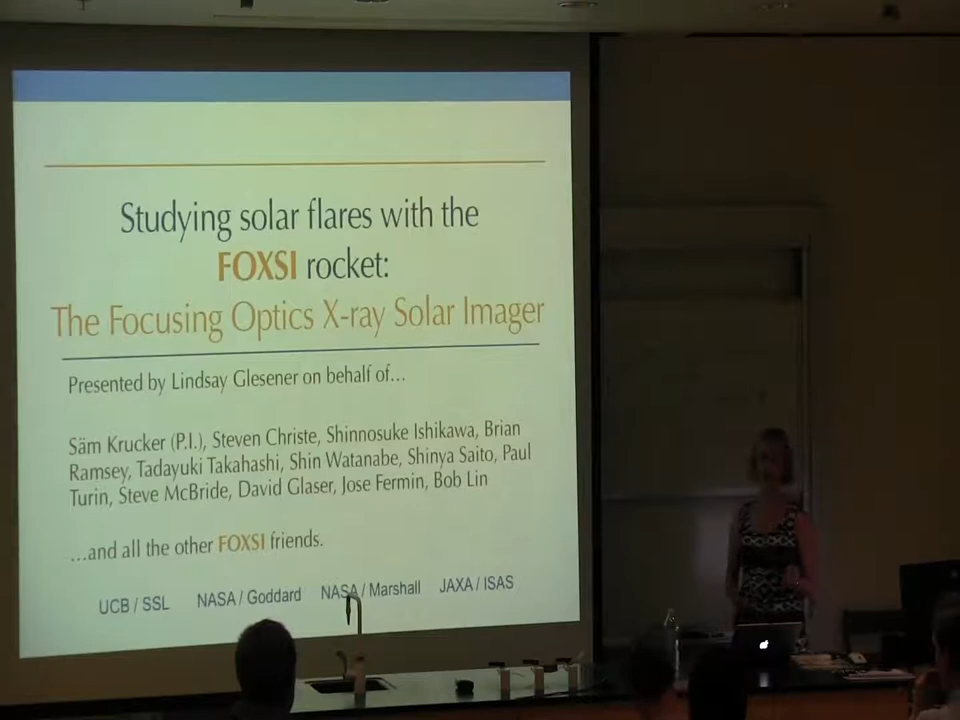 Studying solar flares with the
FOXSI rocket:
The Focusing Optics X-ray Solar Imager
Presented by Lindsay Glesener on behalf of...
Säm Krucker (P.I.), Steven Christe, Shinnosuke Ishikawa, Brian
Ramsey, Tadayuki Takahashi, Shin Watanabe, Shinya Saito, Paul
Turin, Steve McBride, David Glaser, Jose Fermin, Bob Lin
...and all the other FOXSI friends.
UCB / SSL NASA / Goddard NASA / Marshall JAXA / ISAS